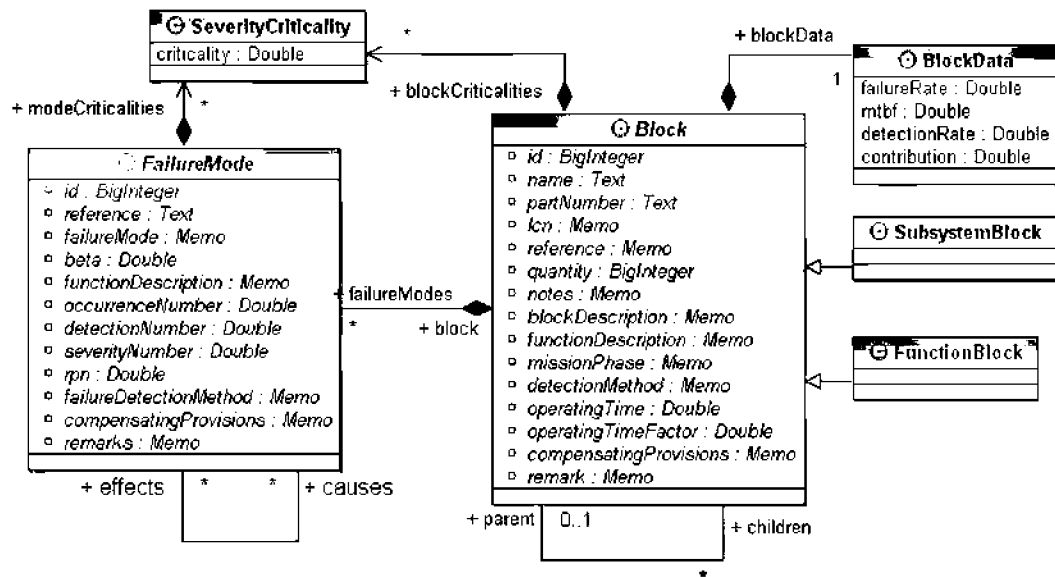 SeverityCriticality
criticality : Double
*
+ blockCriticalities
+ modeCriticalities
*
+ blockData
1
BlockData
failureRate : Double
mtbf : Double
detectionRate : Double
contribution : Double
FailureMode
id : BigInteger
reference : Text
failureMode : Memo
beta : Double
functionDescription : Memo
occurrenceNumber : Double
detectionNumber : Double
severityNumber : Double
rpn : Double
failureDetectionMethod : Memo
compensatingProvisions : Memo
remarks : Memo
+ failureModes
*
+ block
Block
id : BigInteger
name : Text
partNumber : Text
lcn : Memo
reference : Memo
quantity : BigInteger
notes : Memo
blockDescription : Memo
functionDescription : Memo
missionPhase : Memo
detectionMethod : Memo
operatingTime : Double
operatingTimeFactor : Double
compensatingProvisions : Memo
remark : Memo
SubsystemBlock
FunctionBlock
+ effects
*
*
+ causes
+ parent
0..1
+ children
*